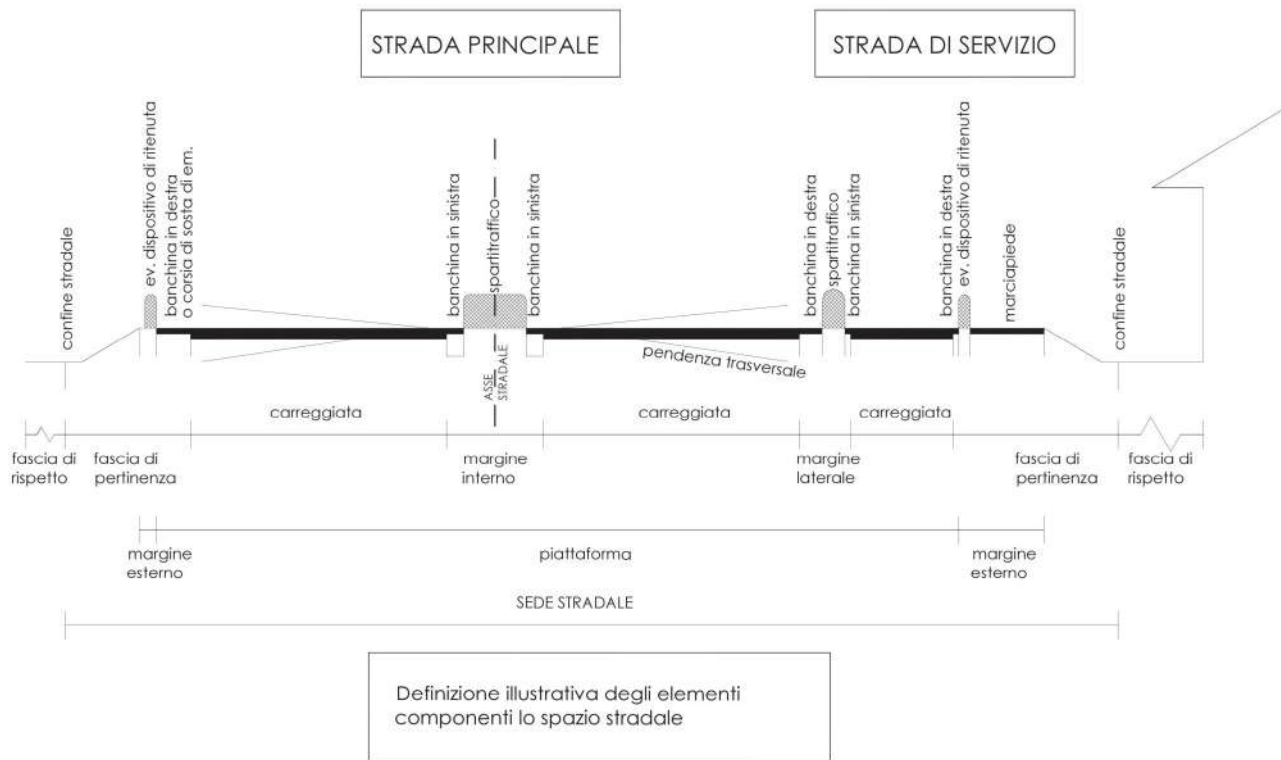 STRADA PRINCIPALE
STRADA DI SERVIZIO
confine stradale
ev. dispositivo di ritenuta
banchina in destra
o corsia di sosta di em.
banchina in sinistra
spartitraffico
banchina in sinistra
banchina in destra
spartitraffico
banchina in sinistra
banchina in destra
ev. dispositivo di ritenuta
marciapiede
confine stradale
pendenza trasversale
ASSE
STRADALE
carreggiata
carreggiata
carreggiata
fascia di
rispetto
fascia di
pertinenza
margine
interno
margine
laterale
fascia di
pertinenza
fascia di
rispetto
margine
esterno
piattaforma
margine
esterno
SEDE STRADALE
Definizione illustrativa degli elementi
componenti lo spazio stradale